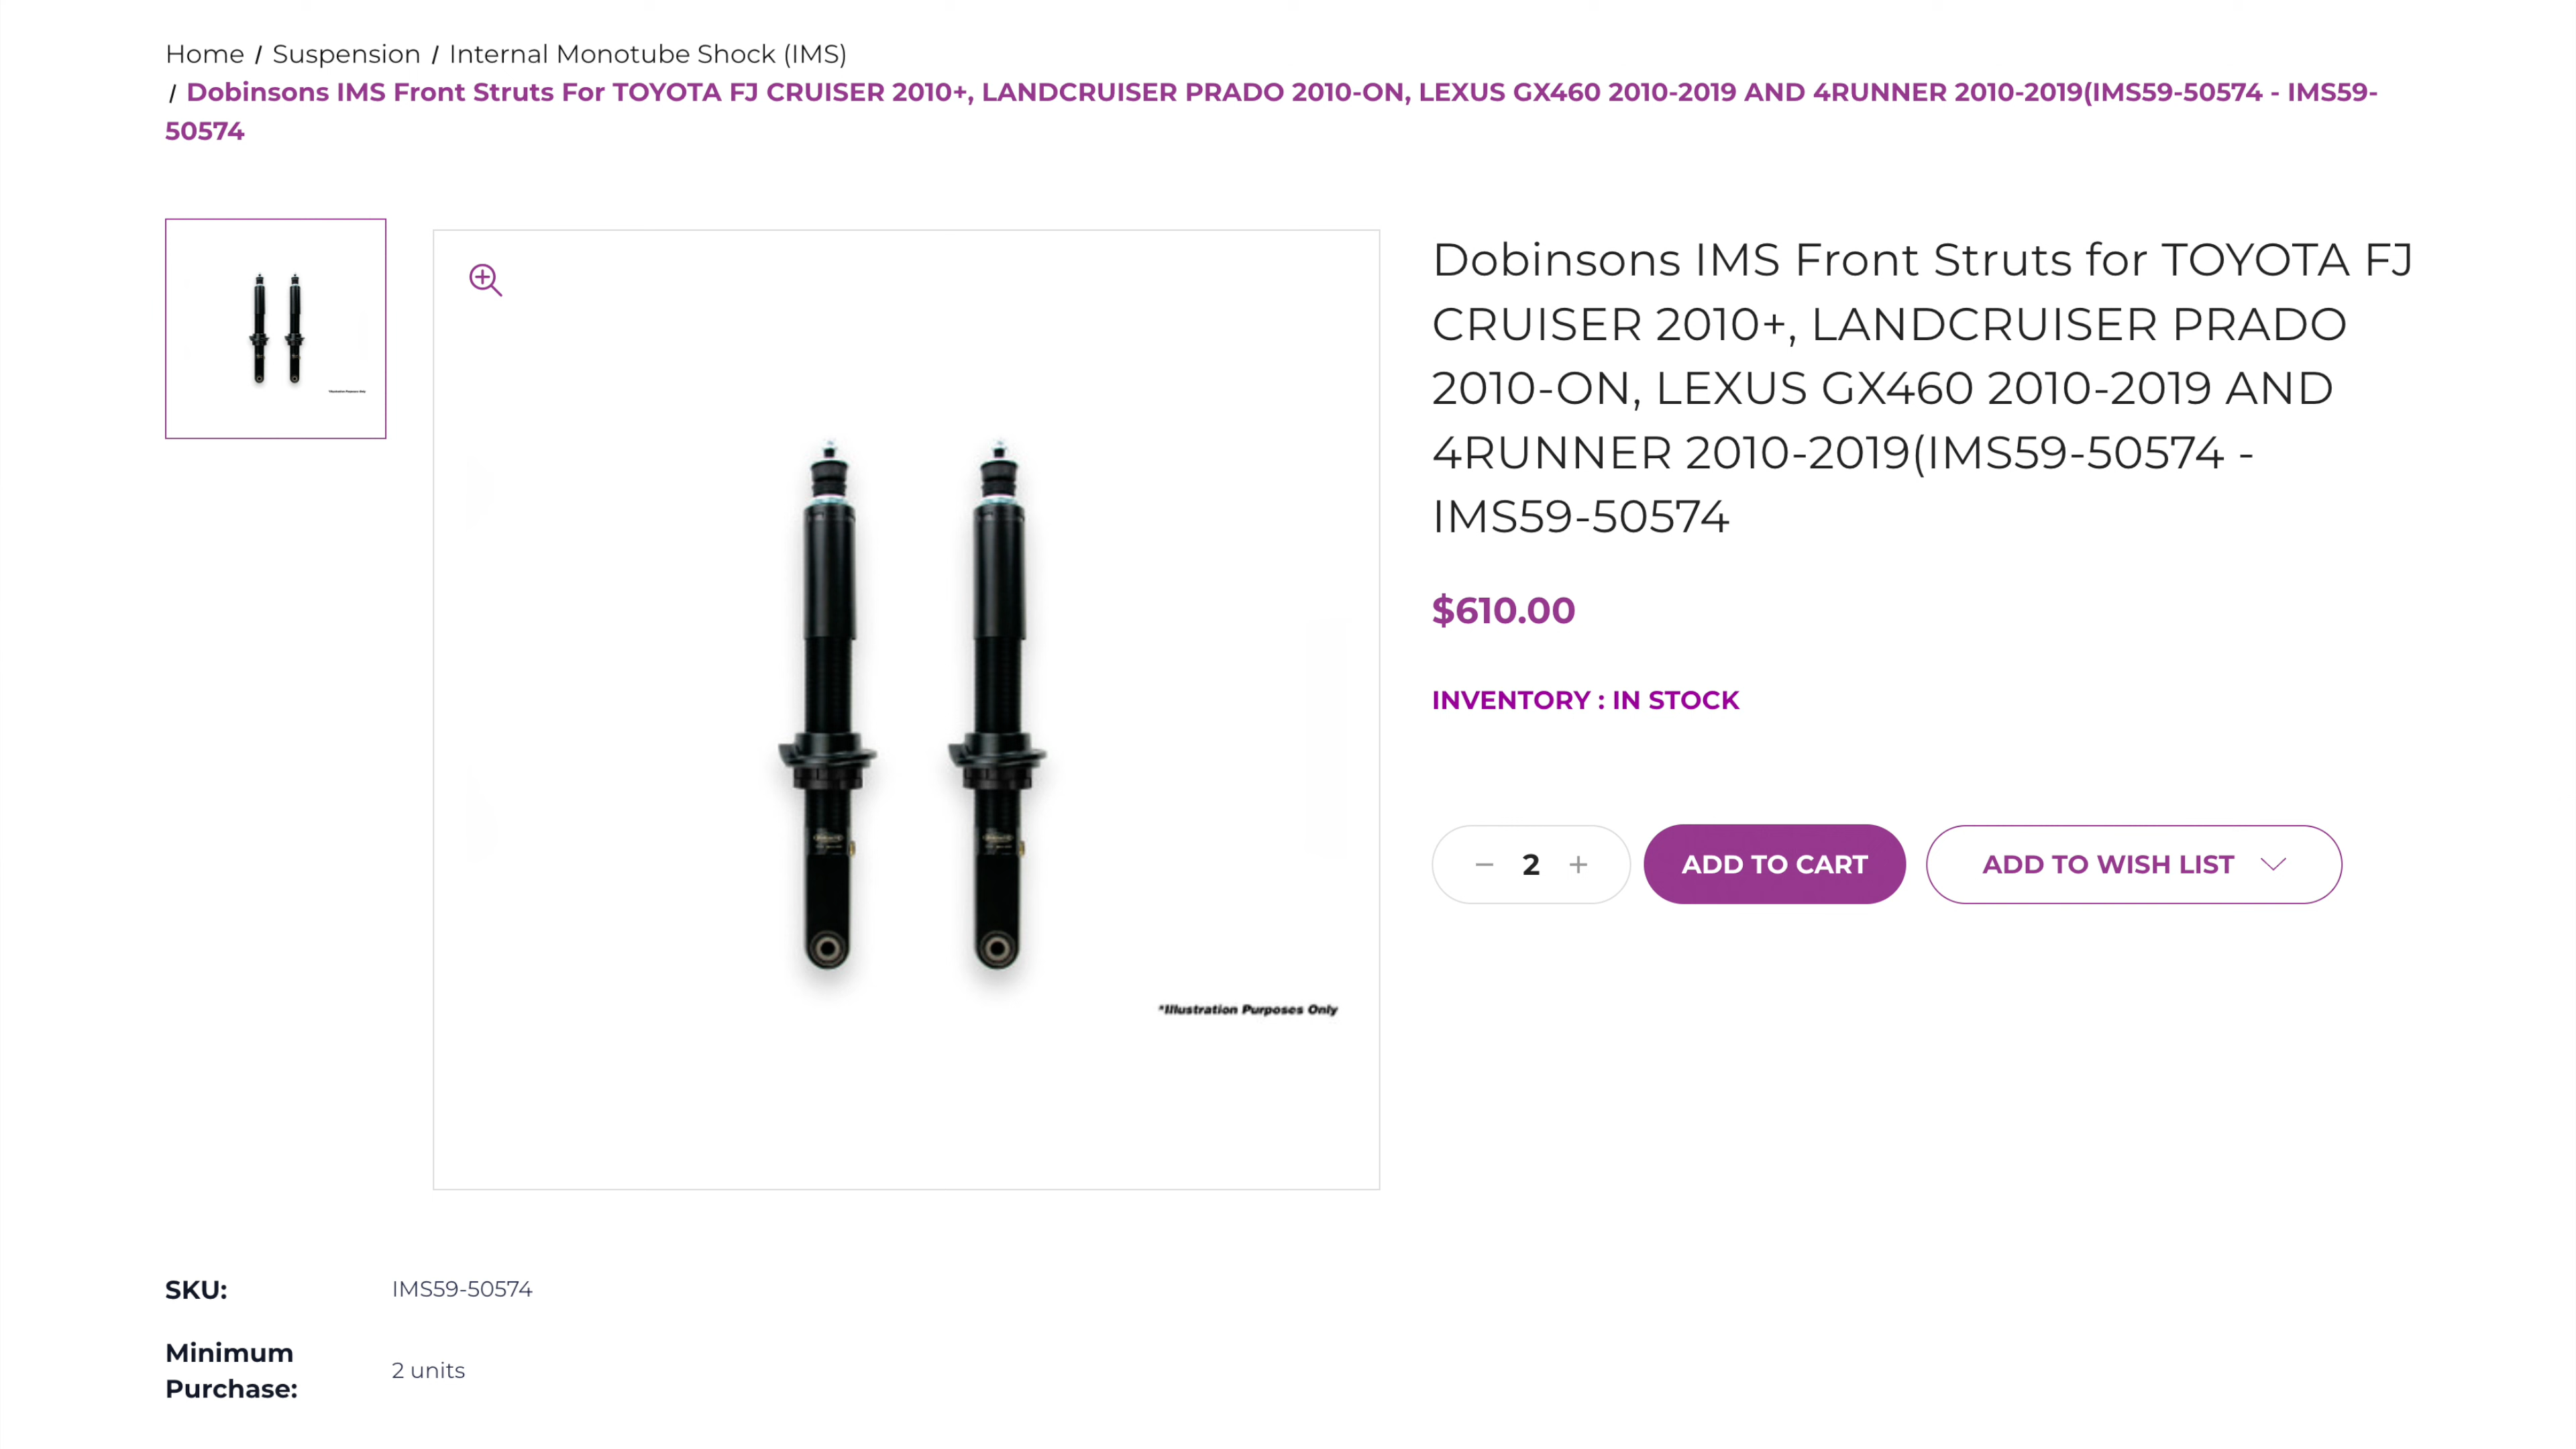 Home / Suspension / Internal Monotube Shock (IMS)
/ Dobinsons IMS Front Struts For TOYOTA FJ CRUISER 2010+, LANDCRUISER PRADO 2010-ON, LEXUS GX460 2010-2019 AND 4RUNNER 2010-2019(IMS59-50574 - IMS59-
50574
Dobinsons IMS Front Struts for TOYOTA FJ
CRUISER 2010+, LANDCRUISER PRADO
2010-ON, LEXUS GX460 2010-2019 AND
4RUNNER 2010-2019(IMS59-50574 -
IMS59-50574
$610.00
INVENTORY : IN STOCK
− 2 +
ADD TO CART
ADD TO WISH LIST
*Illustration Purposes Only
SKU: IMS59-50574
Minimum
Purchase:
2 units